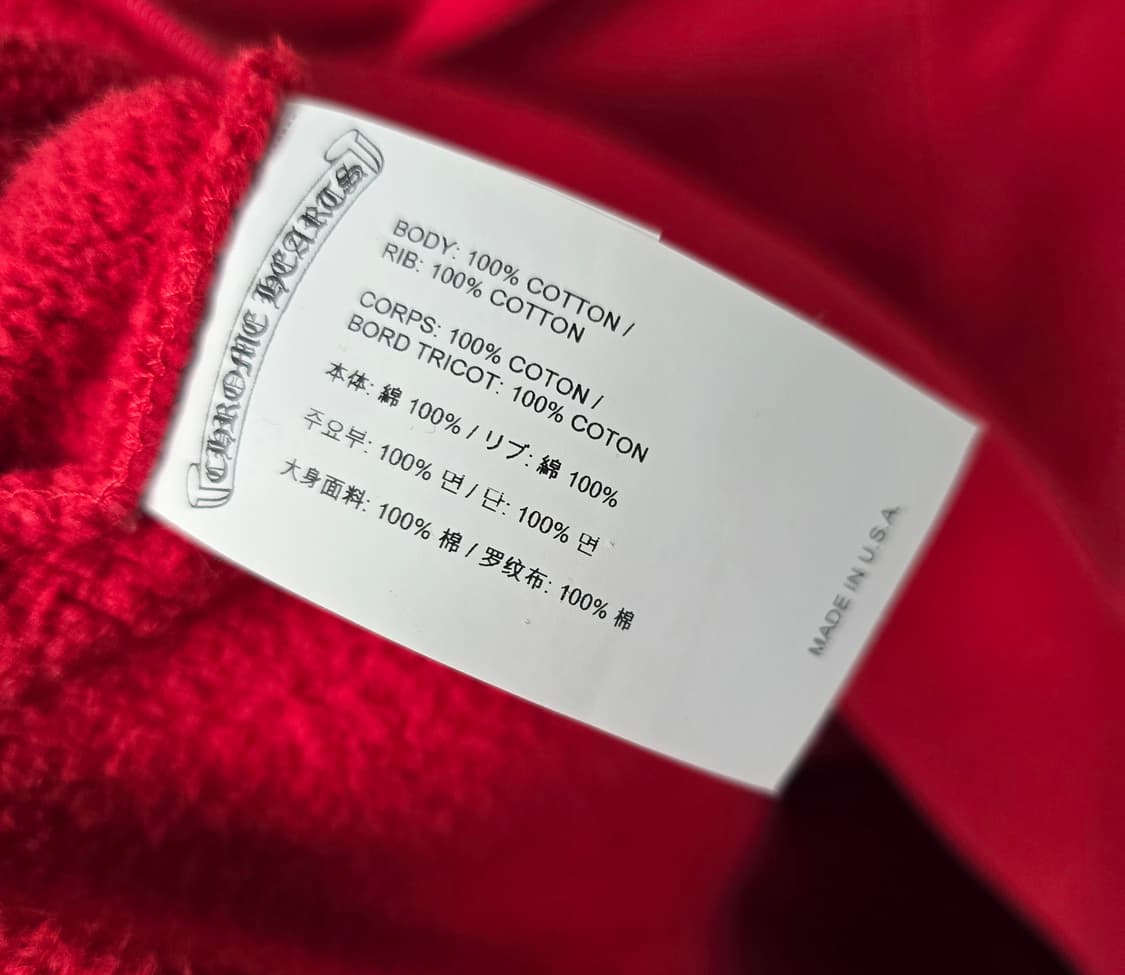 CHROME HEARTS
BODY: 100% COTTON /
RIB: 100% COTTON
CORPS: 100% COTON /
BORD TRICOT: 100% COTON
本体: 綿 100% / リブ: 綿 100%
주요부: 100% 면 / 단: 100% 면
大身面料: 100% 棉 / 罗纹布: 100% 棉
MADE IN U.S.A